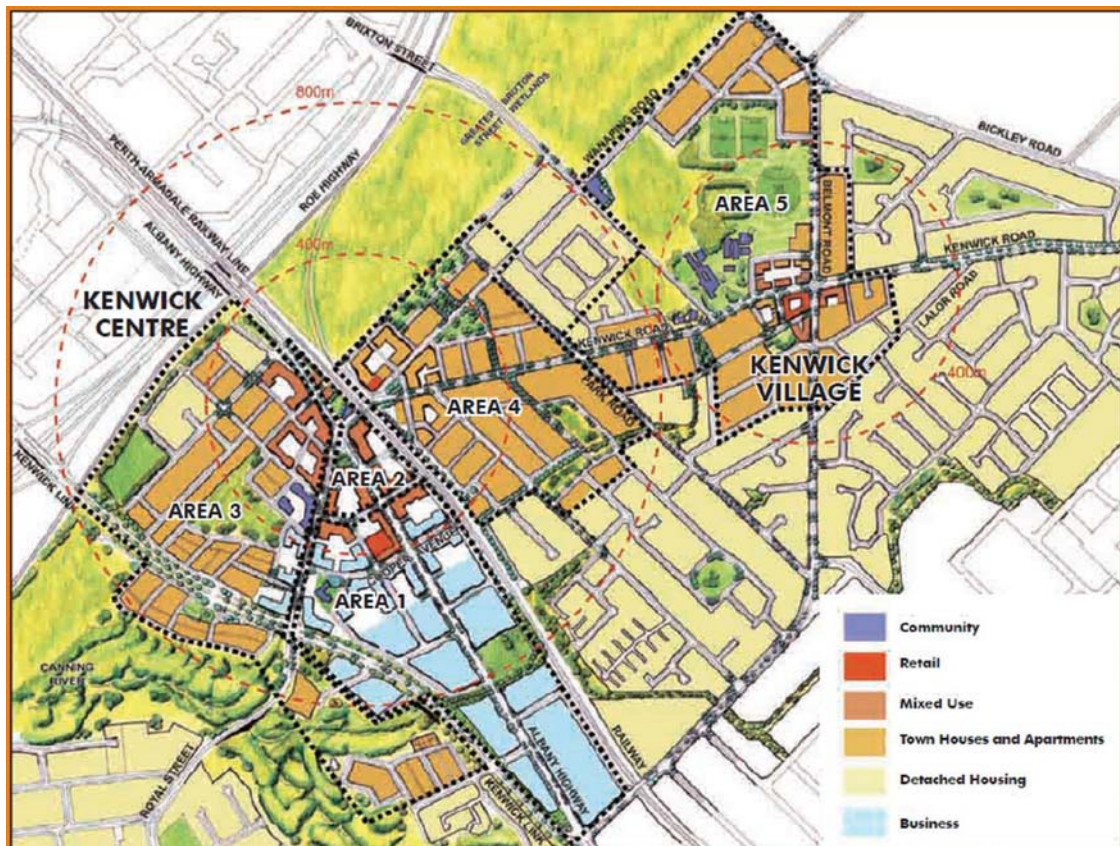 BRIXTON STREET
800m
GREATER BRIXTON
STREET WETLANDS
KENAUPING ROAD
BICKLEY ROAD
PERTH-ARMADALE RAILWAY LINE
ROE HIGHWAY
ALBANY HIGHWAY
AREA 5
BELMONT ROAD
400m
KENWICK ROAD
KENWICK
CENTRE
LALOR ROAD
KENWICK ROAD
KENWICK
VILLAGE
400m
PARK ROAD
AREA 4
KENWICK LINK
AREA 2
AREA 3
AREA 1
CANNING
RIVER
ROYAL STREET
KENWICK LINK
ALBANY HIGHWAY
RAILWAY
Community
Retail
Mixed Use
Town Houses and Apartments
Detached Housing
Business